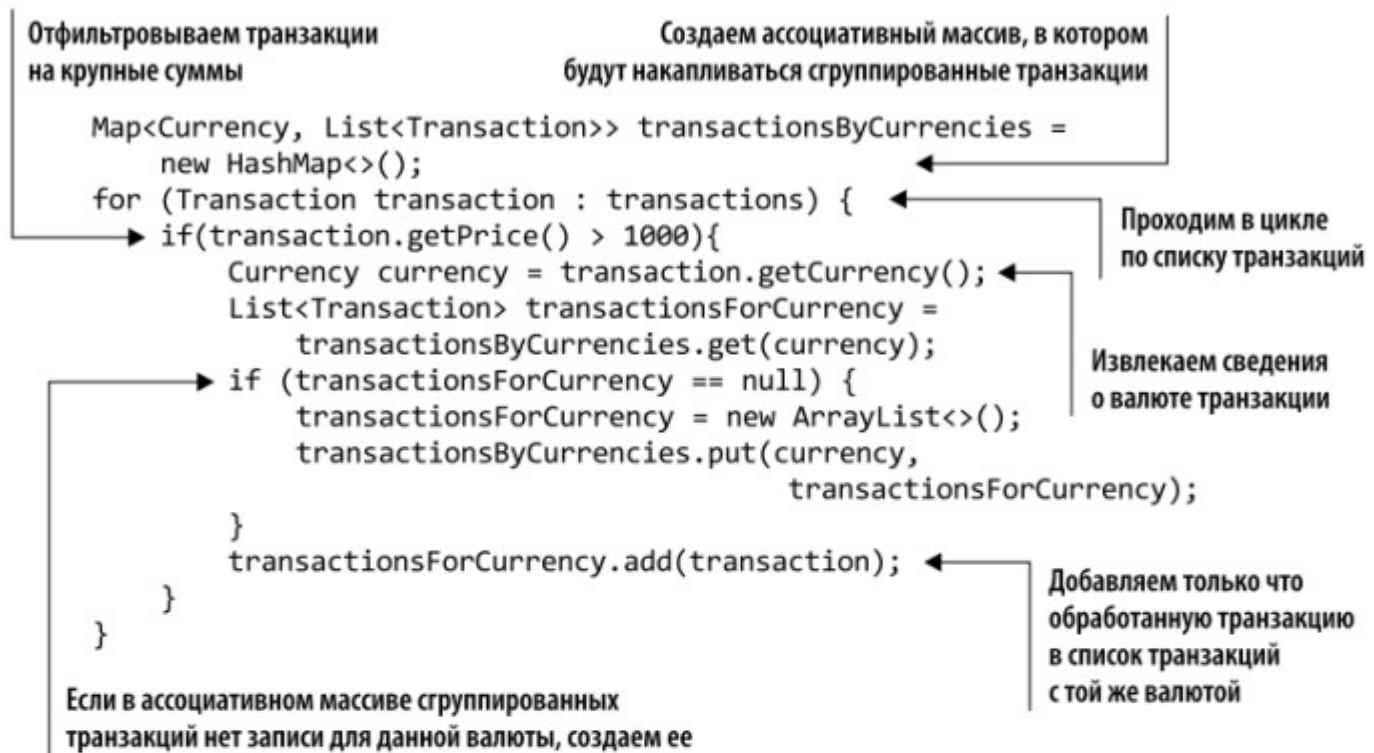 Отфильтровываем транзакции
на крупные суммы
Создаем ассоциативный массив, в котором
будут накапливаться сгруппированные транзакции
Map<Currency, List<Transaction>> transactionsByCurrencies =
new HashMap<>();
for (Transaction transaction : transactions) {
Проходим в цикле
по списку транзакций
if(transaction.getPrice() > 1000){
Currency currency = transaction.getCurrency();
Извлекаем сведения
о валюте транзакции
List<Transaction> transactionsForCurrency =
transactionsByCurrencies.get(currency);
if (transactionsForCurrency == null) {
transactionsForCurrency = new ArrayList<>();
transactionsByCurrencies.put(currency,
transactionsForCurrency);
}
transactionsForCurrency.add(transaction);
Добавляем только что
обработанную транзакцию
в список транзакций
с той же валютой
}
}
Если в ассоциативном массиве сгруппированных
транзакций нет записи для данной валюты, создаем ее